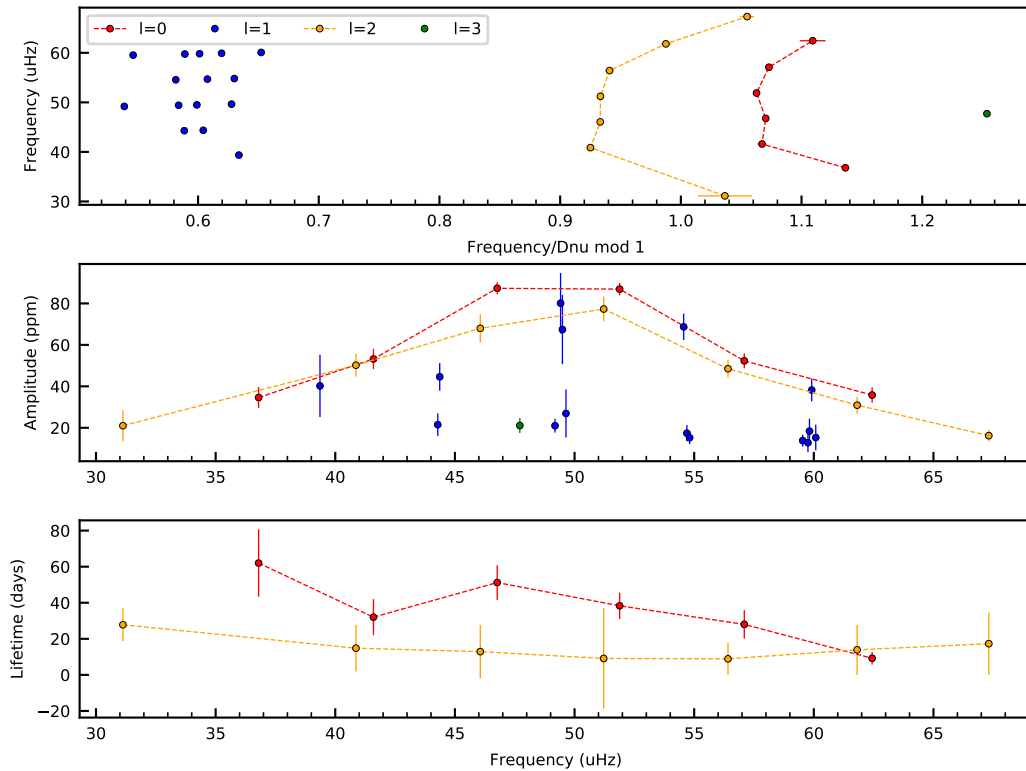 l=0 l=1 l=2 l=3
Frequency (uHz)
60
50
40
30
0.6 0.7 0.8 0.9 1.0 1.1 1.2
Frequency/Dnu mod 1
Amplitude (ppm)
80
60
40
20
30 35 40 45 50 55 60 65
Lifetime (days)
80
60
40
20
0
−20
30 35 40 45 50 55 60 65
Frequency (uHz)